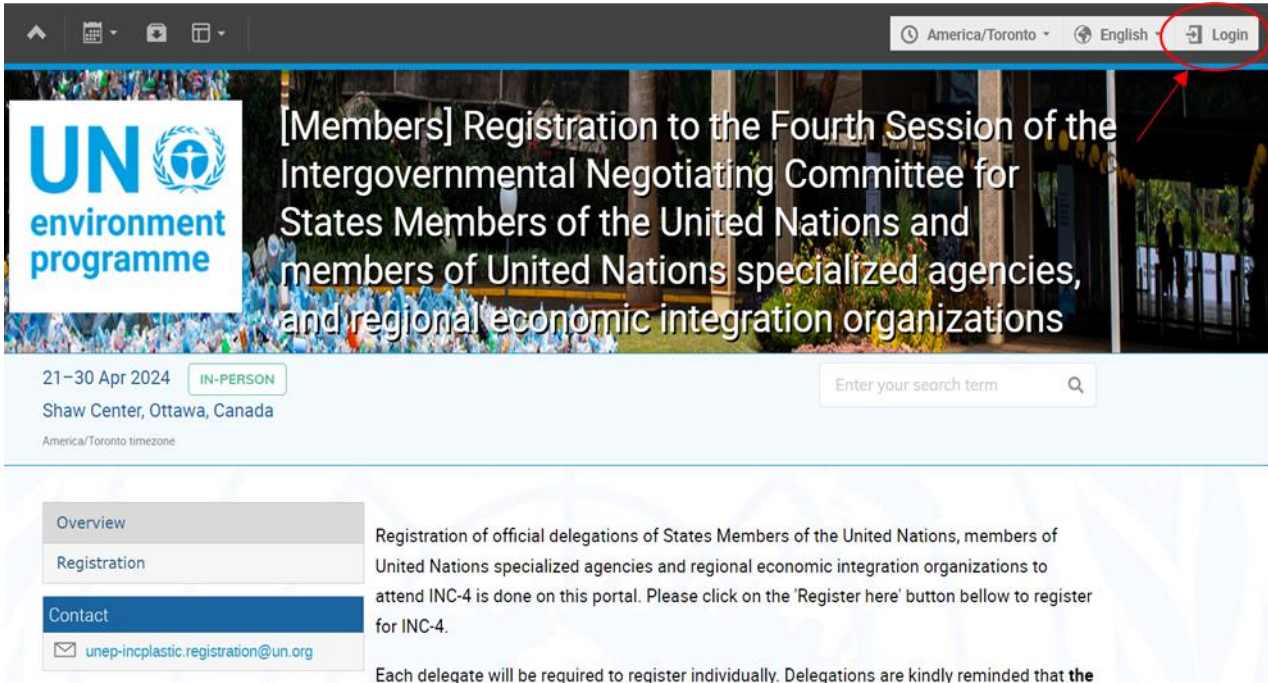 America/Toronto
English
Login
UN
environment
programme
[Members] Registration to the Fourth Session of the
Intergovernmental Negotiating Committee for
States Members of the United Nations and
members of United Nations specialized agencies,
and regional economic integration organizations
21–30 Apr 2024 IN-PERSON
Shaw Center, Ottawa, Canada
America/Toronto timezone
Enter your search term
Overview
Registration
Contact
unep-incplastic.registration@un.org
Registration of official delegations of States Members of the United Nations, members of
United Nations specialized agencies and regional economic integration organizations to
attend INC-4 is done on this portal. Please click on the 'Register here' button bellow to register
for INC-4.
Each delegate will be required to register individually. Delegations are kindly reminded that the